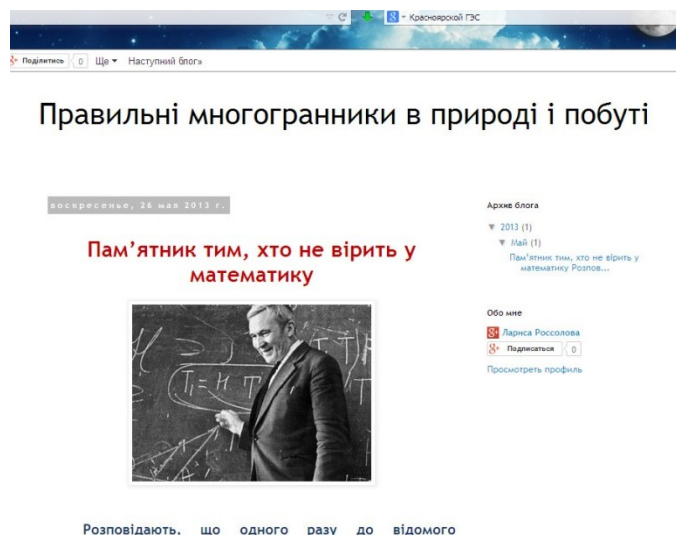 Красноярской ГЭС
Поділитись 0 Ще Наступний блог»
Правильні многогранники в природі і побуті
воскресенье, 26 мая 2013 г.
Пам’ятник тим, хто не вірить у
математику
Розповідають, що одного разу до відомого
Архив блога
▼ 2013 (1)
▼ Май (1)
Пам’ятник тим, хто не вірить у
математику Розпов...
Обо мне
Лариса Россолова
Подписаться 0
Просмотреть профиль